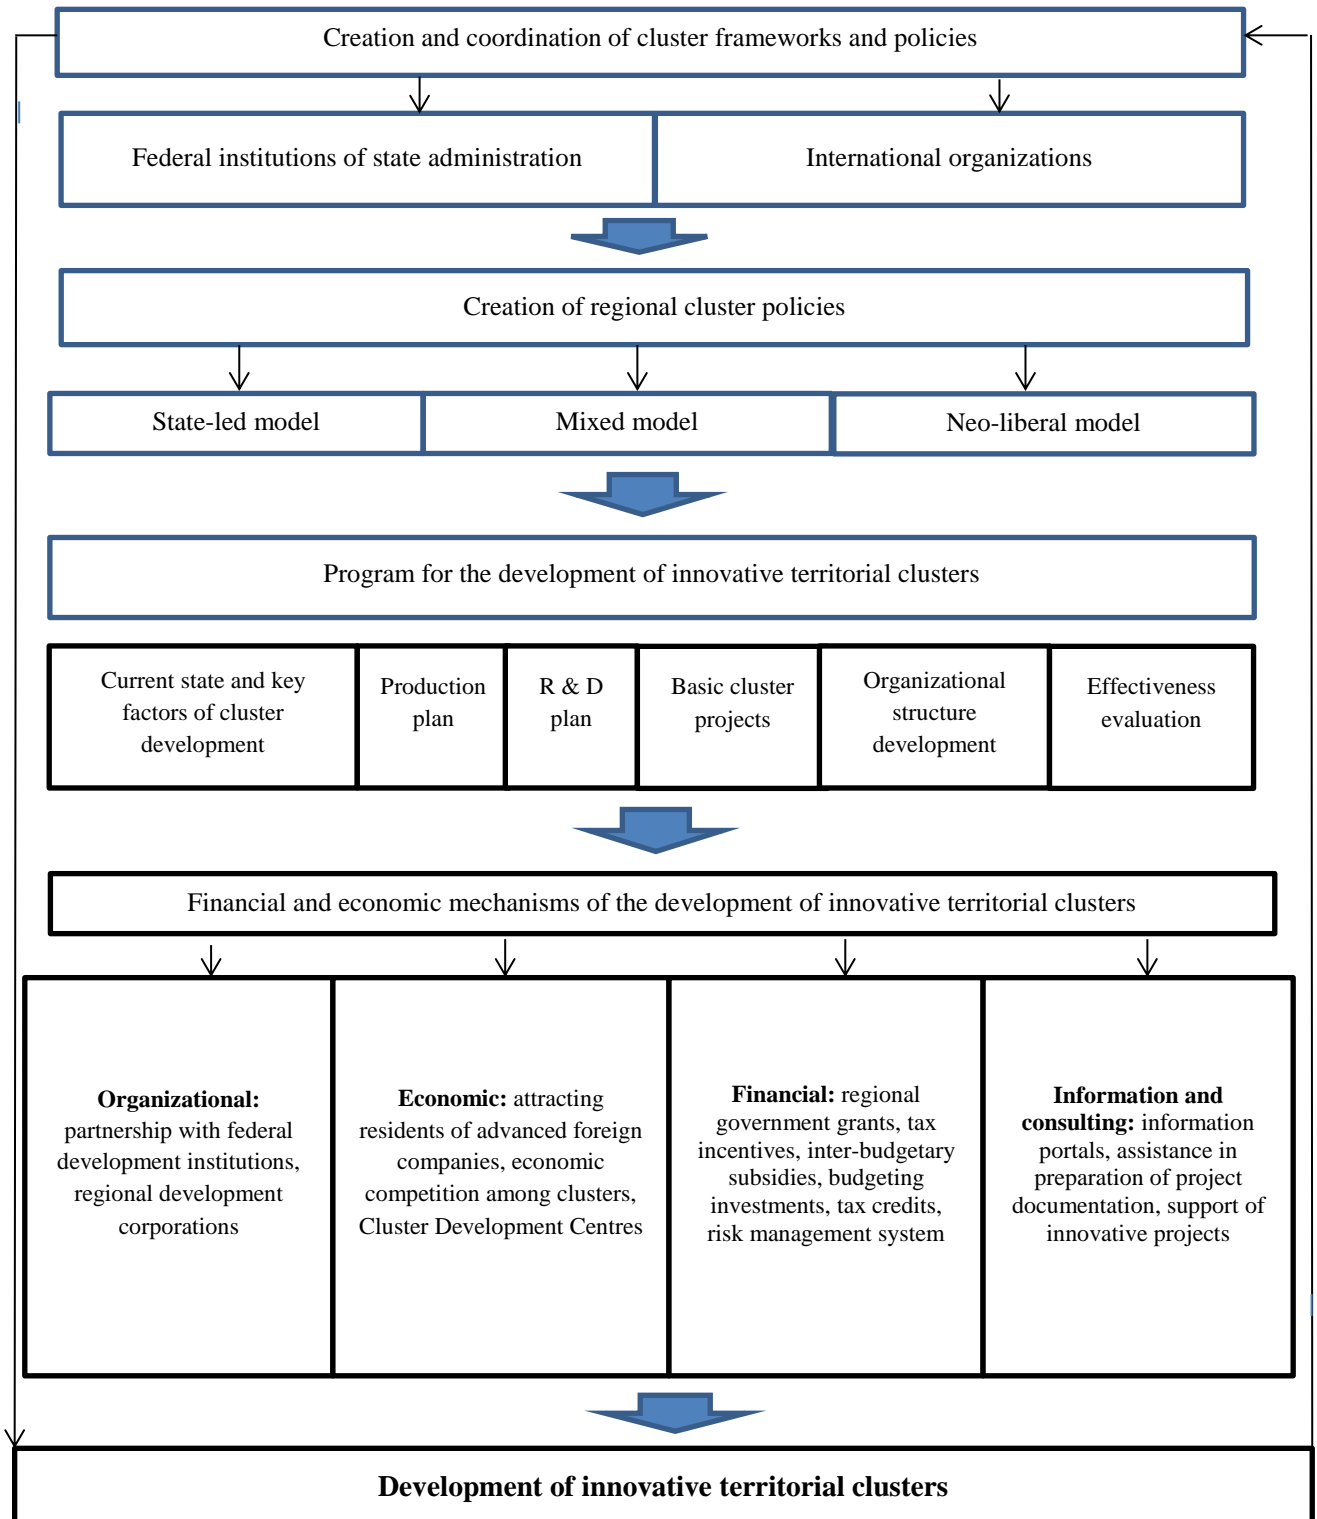 Creation and coordination of cluster frameworks and policies
Federal institutions of state administration
International organizations
Creation of regional cluster policies
State-led model
Mixed model
Neo-liberal model
Program for the development of innovative territorial clusters
Current state and key
factors of cluster
development
Production
plan
R & D
plan
Basic cluster
projects
Organizational
structure
development
Effectiveness
evaluation
Financial and economic mechanisms of the development of innovative territorial clusters
Organizational:
partnership with federal
development institutions,
regional development
corporations
Economic: attracting
residents of advanced foreign
companies, economic
competition among clusters,
Cluster Development Centres
Financial: regional
government grants, tax
incentives, inter-budgetary
subsidies, budgeting
investments, tax credits,
risk management system
Information and
consulting: information
portals, assistance in
preparation of project
documentation, support of
innovative projects
Development of innovative territorial clusters